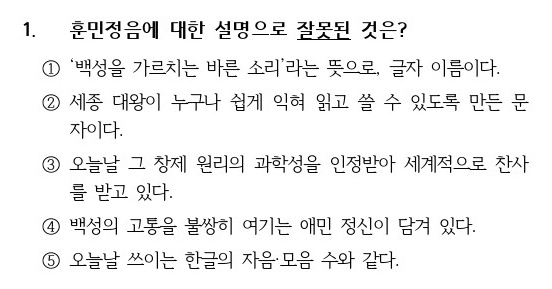 1. 훈민정음에 대한 설명으로 잘못된 것은?
① ‘백성을 가르치는 바른 소리’라는 뜻으로, 글자 이름이다.
② 세종 대왕이 누구나 쉽게 익혀 읽고 쓸 수 있도록 만든 문
자이다.
③ 오늘날 그 창제 원리의 과학성을 인정받아 세계적으로 찬사
를 받고 있다.
④ 백성의 고통을 불쌍히 여기는 애민 정신이 담겨 있다.
⑤ 오늘날 쓰이는 한글의 자음·모음 수와 같다.